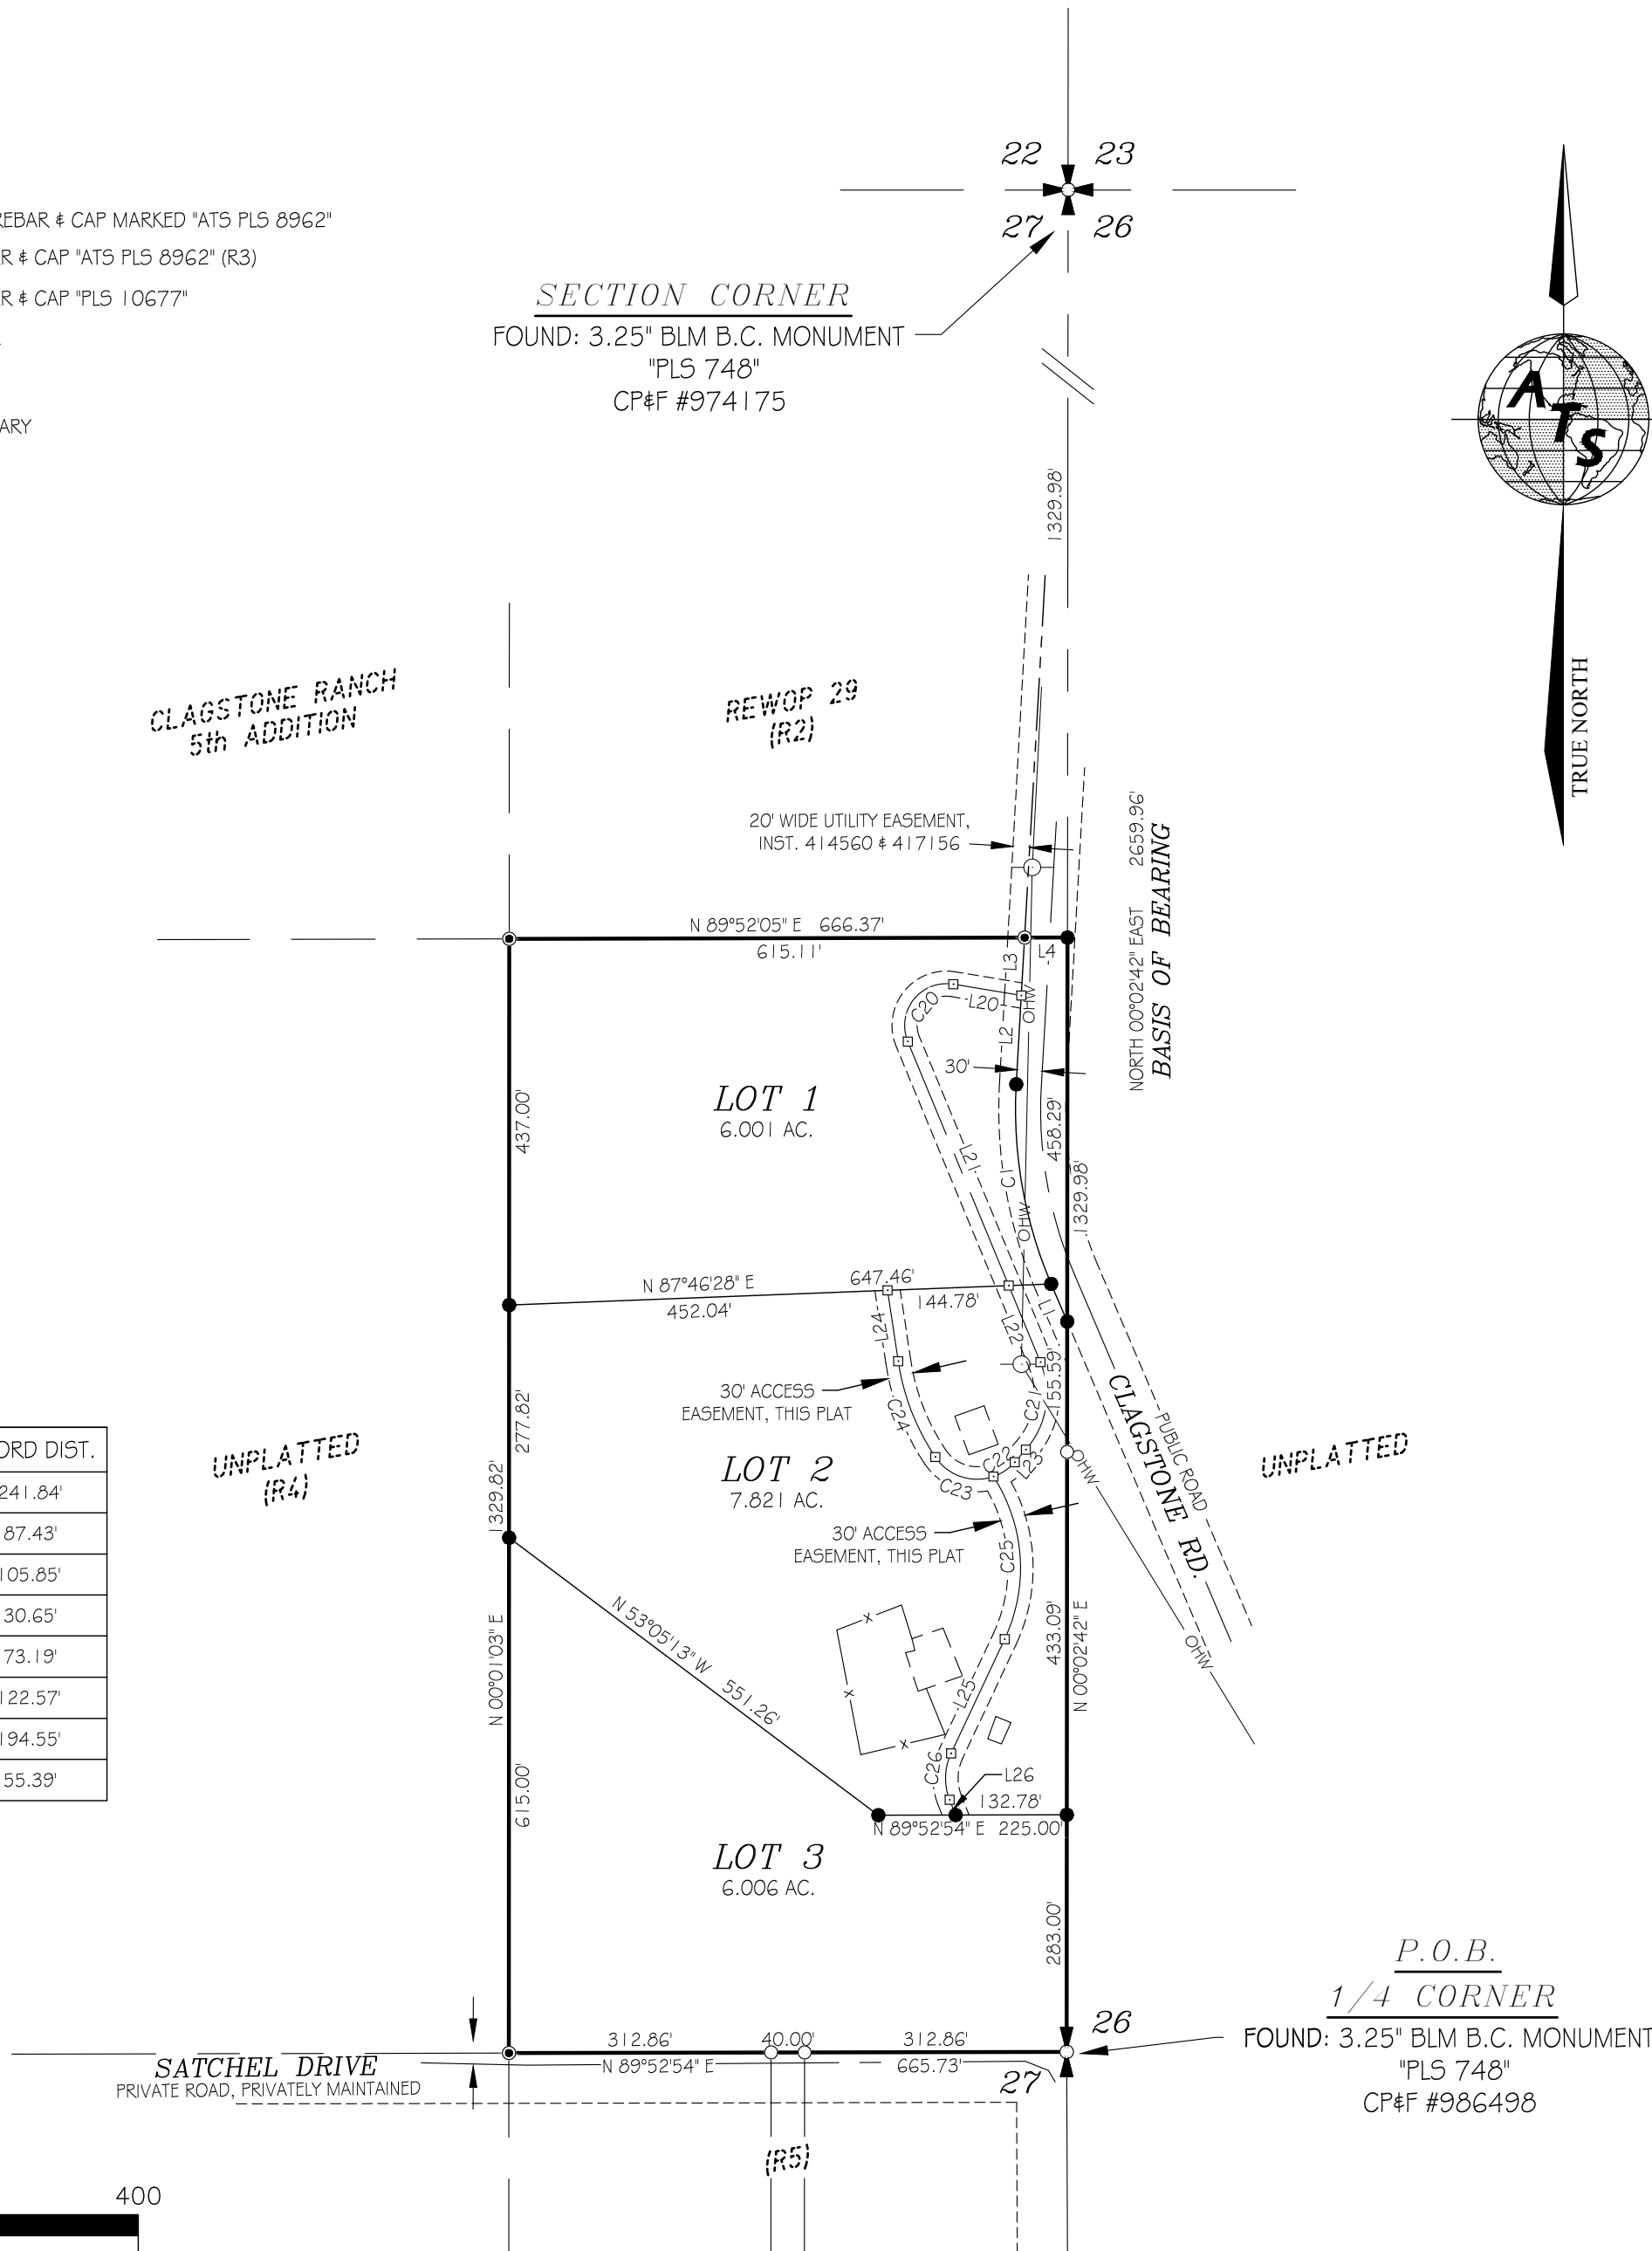 22 23
27 26
REBAR & CAP MARKED "ATS PLS 8962"
R & CAP "ATS PLS 8962" (R3)
R & CAP "PLS 10677"
ARY
SECTION CORNER
FOUND: 3.25" BLM B.C. MONUMENT
"PLS 748"
CP&F #974175
ATS
TRUE NORTH
1329.98'
CLAGSTONE RANCH
5th ADDITION
REWOP 29
(R2)
20' WIDE UTILITY EASEMENT,
INST. 414560 & 417156
NORTH 00°02'42" EAST 2659.96'
BASIS OF BEARING
N 89°52'05" E 666.37'
615.11'
L3
L4
C20
L20
OHW
L2
30'
LOT 1
6.001 AC.
437.00'
458.29'
L21
C1
1329.98'
OHW
N 87°46'28" E 647.46'
452.04'
144.78'
L1
L24
L22
155.59'
30' ACCESS
EASEMENT, THIS PLAT
C24
C21
277.82'
CLAGSTONE RD.
PUBLIC ROAD
UNPLATTED
(R4)
UNPLATTED
LOT 2
7.821 AC.
C22
L23
C23
OHW
1329.82'
30' ACCESS
EASEMENT, THIS PLAT
C25
ORD DIST.
241.84'
87.43'
105.85'
30.65'
73.19'
122.57'
194.55'
55.39'
N 53°05'13" W 551.26'
N 00°01'03" E
433.09'
N 00°02'42" E
OHW
L25
C26
L26
132.78'
N 89°52'54" E 225.00'
615.00'
LOT 3
6.006 AC.
283.00'
P.O.B.
1/4 CORNER
FOUND: 3.25" BLM B.C. MONUMENT
"PLS 748"
CP&F #986498
26
27
312.86' 40.00' 312.86'
N 89°52'54" E 665.73'
SATCHEL DRIVE
PRIVATE ROAD, PRIVATELY MAINTAINED
(R5)
400